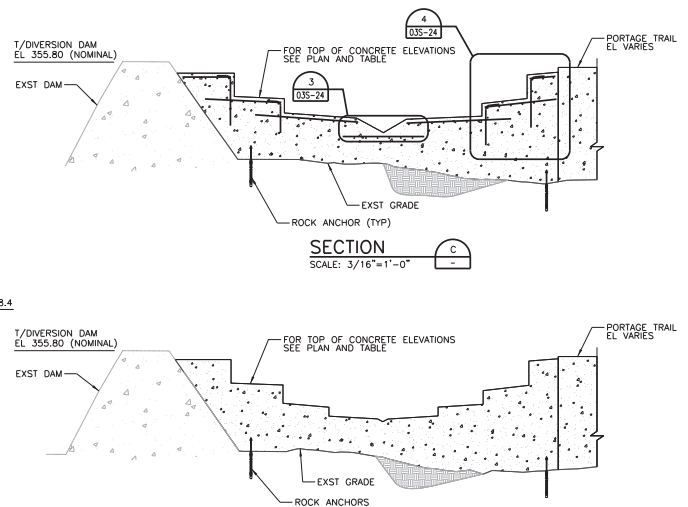 4
03S-24
T/DIVERSION DAM
EL 355.80 (NOMINAL)
FOR TOP OF CONCRETE ELEVATIONS
SEE PLAN AND TABLE
PORTAGE TRAIL
EL VARIES
EXST DAM
3
03S-24
EXST GRADE
ROCK ANCHOR (TYP)
SECTION
C
SCALE: 3/16"=1'-0"
-
8.4
T/DIVERSION DAM
EL 355.80 (NOMINAL)
FOR TOP OF CONCRETE ELEVATIONS
SEE PLAN AND TABLE
PORTAGE TRAIL
EL VARIES
EXST DAM
EXST GRADE
ROCK ANCHORS